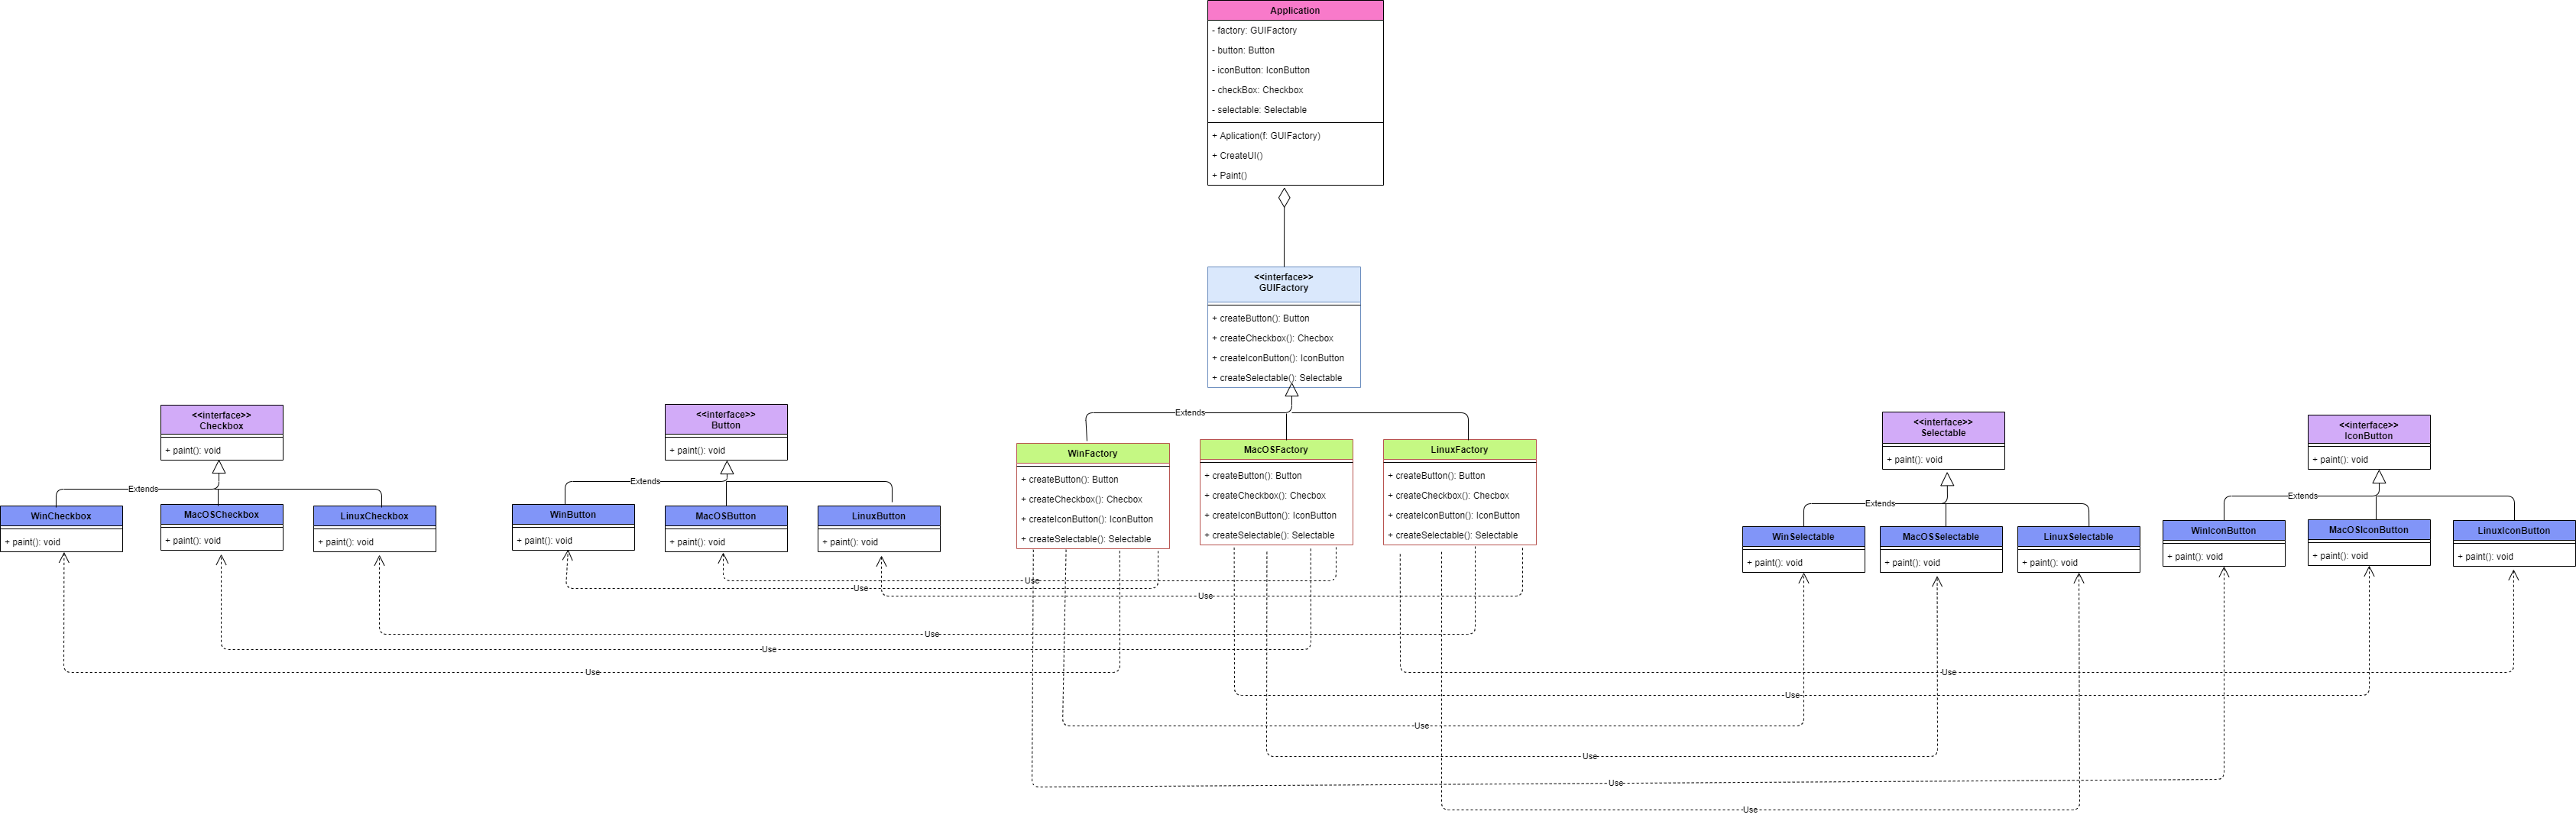 Application
- factory: GUIFactory
- button: Button
- iconButton: IconButton
- checkBox: Checkbox
- selectable: Selectable
+ Aplication(f: GUIFactory)
+ CreateUI()
+ Paint()
<<interface>>
GUIFactory
+ createButton(): Button
+ createCheckbox(): Checbox
+ createIconButton(): IconButton
+ createSelectable(): Selectable
Extends
<<interface>>
Checkbox
+ paint(): void
Extends
WinCheckbox
+ paint(): void
MacOSCheckbox
+ paint(): void
LinuxCheckbox
+ paint(): void
<<interface>>
Button
+ paint(): void
Extends
WinButton
+ paint(): void
MacOSButton
+ paint(): void
LinuxButton
+ paint(): void
WinFactory
+ createButton(): Button
+ createCheckbox(): Checbox
+ createIconButton(): IconButton
+ createSelectable(): Selectable
MacOSFactory
+ createButton(): Button
+ createCheckbox(): Checbox
+ createIconButton(): IconButton
+ createSelectable(): Selectable
LinuxFactory
+ createButton(): Button
+ createCheckbox(): Checbox
+ createIconButton(): IconButton
+ createSelectable(): Selectable
<<interface>>
Selectable
+ paint(): void
Extends
WinSelectable
+ paint(): void
MacOSSelectable
+ paint(): void
LinuxSelectable
+ paint(): void
<<interface>>
IconButton
+ paint(): void
Extends
WinIconButton
+ paint(): void
MacOSIconButton
+ paint(): void
LinuxIconButton
+ paint(): void
Use
Use
Use
Use
Use
Use
Use
Use
Use
Use
Use
Use